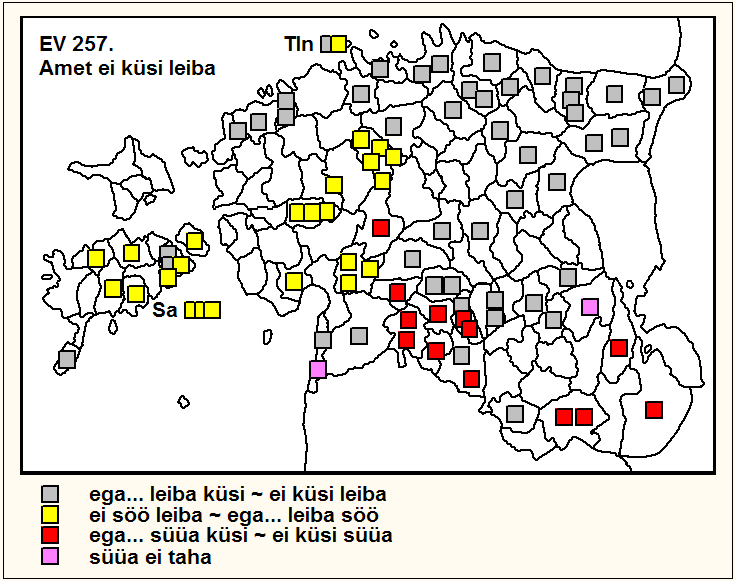 EV 257.
Amet ei küsi leiba
Tln
Sa
ega... leiba küsi ~ ei küsi leiba
ei söö leiba ~ ega... leiba söö
ega... süüa küsi ~ ei küsi süüa
süüa ei taha